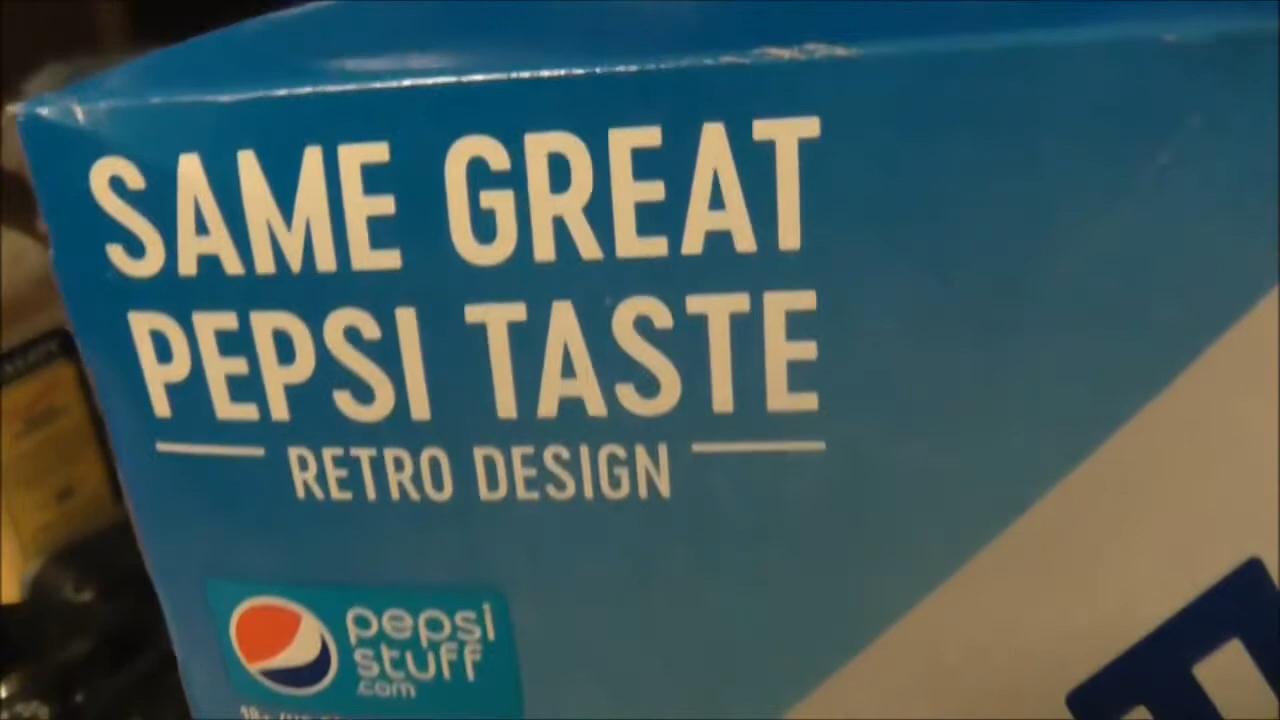 SAME GREAT
PEPSI TASTE
RETRO DESIGN
pepsi
stuff
.com